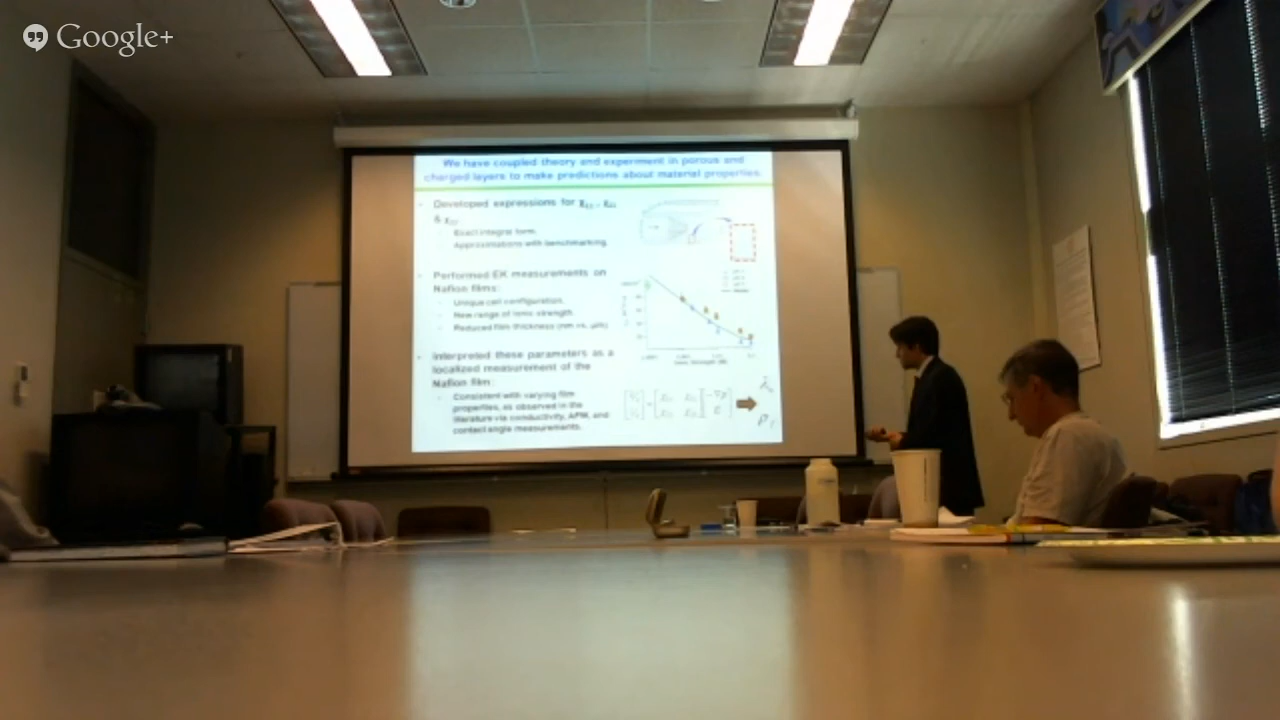 Google+
We have coupled theory and experiment in porous and
charged layers to make predictions about material properties.
Developed expressions for
&
Exact integral form.
Approximations with benchmarking.
Performed EK measurements on
Nafion films:
Unique cell configuration.
New range of ionic strength.
Reduced film thickness (nm vs. μm)
Interpreted these parameters as a
localized measurement of the
Nafion film:
Consistent with varying film
properties, as observed in the
literature via conductivity, AFM, and
contact angle measurements.